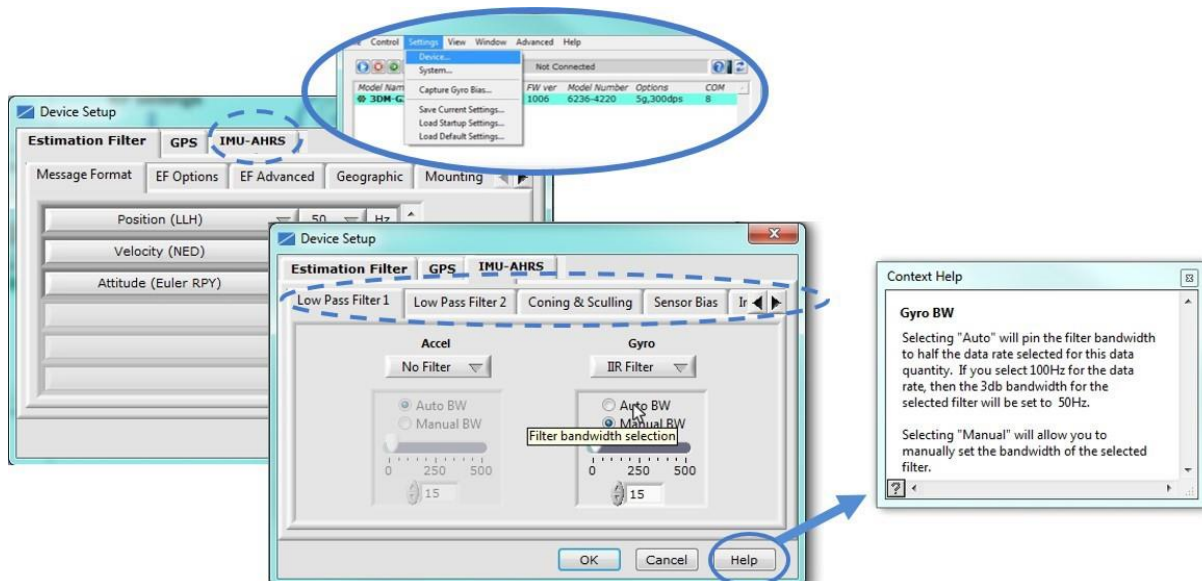 Control Settings View Window Advanced Help
Device...
System...
Capture Gyro Bias...
Save Current Settings...
Load Startup Settings...
Load Default Settings...
Not Connected
Model Nam FW ver Model Number Options COM
3DM-G 1006 6236-4220 5g,300dps 8
Device Setup
Estimation Filter GPS IMU-AHRS
Message Format EF Options EF Advanced Geographic Mounting
Position (LLH) 50 Hz
Velocity (NED)
Attitude (Euler RPY)
Device Setup
Estimation Filter GPS IMU-AHRS
Low Pass Filter 1 Low Pass Filter 2 Coning & Sculling Sensor Bias
Accel Gyro
No Filter IIR Filter
Auto BW Auto BW
Manual BW Manual BW
Filter bandwidth selection
0 250 500 0 250 500
15 15
OK Cancel Help
Context Help
Gyro BW
Selecting "Auto" will pin the filter bandwidth
to half the data rate selected for this data
quantity. If you select 100Hz for the data
rate, then the 3db bandwidth for the
selected filter will be set to 50Hz.
Selecting "Manual" will allow you to
manually set the bandwidth of the selected
filter.
?